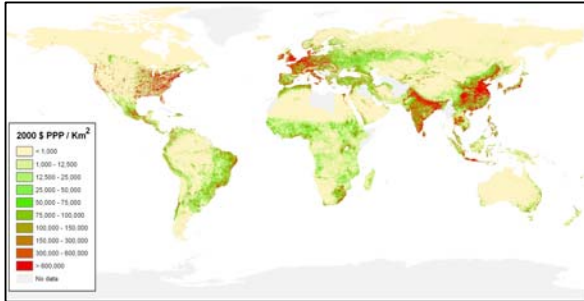 2000 $ PPP / Km²
< 1,000
1,000 - 12,500
12,500 - 25,000
25,000 - 50,000
50,000 - 75,000
75,000 - 100,000
100,000 - 150,000
150,000 - 300,000
300,000 - 600,000
> 600,000
No data